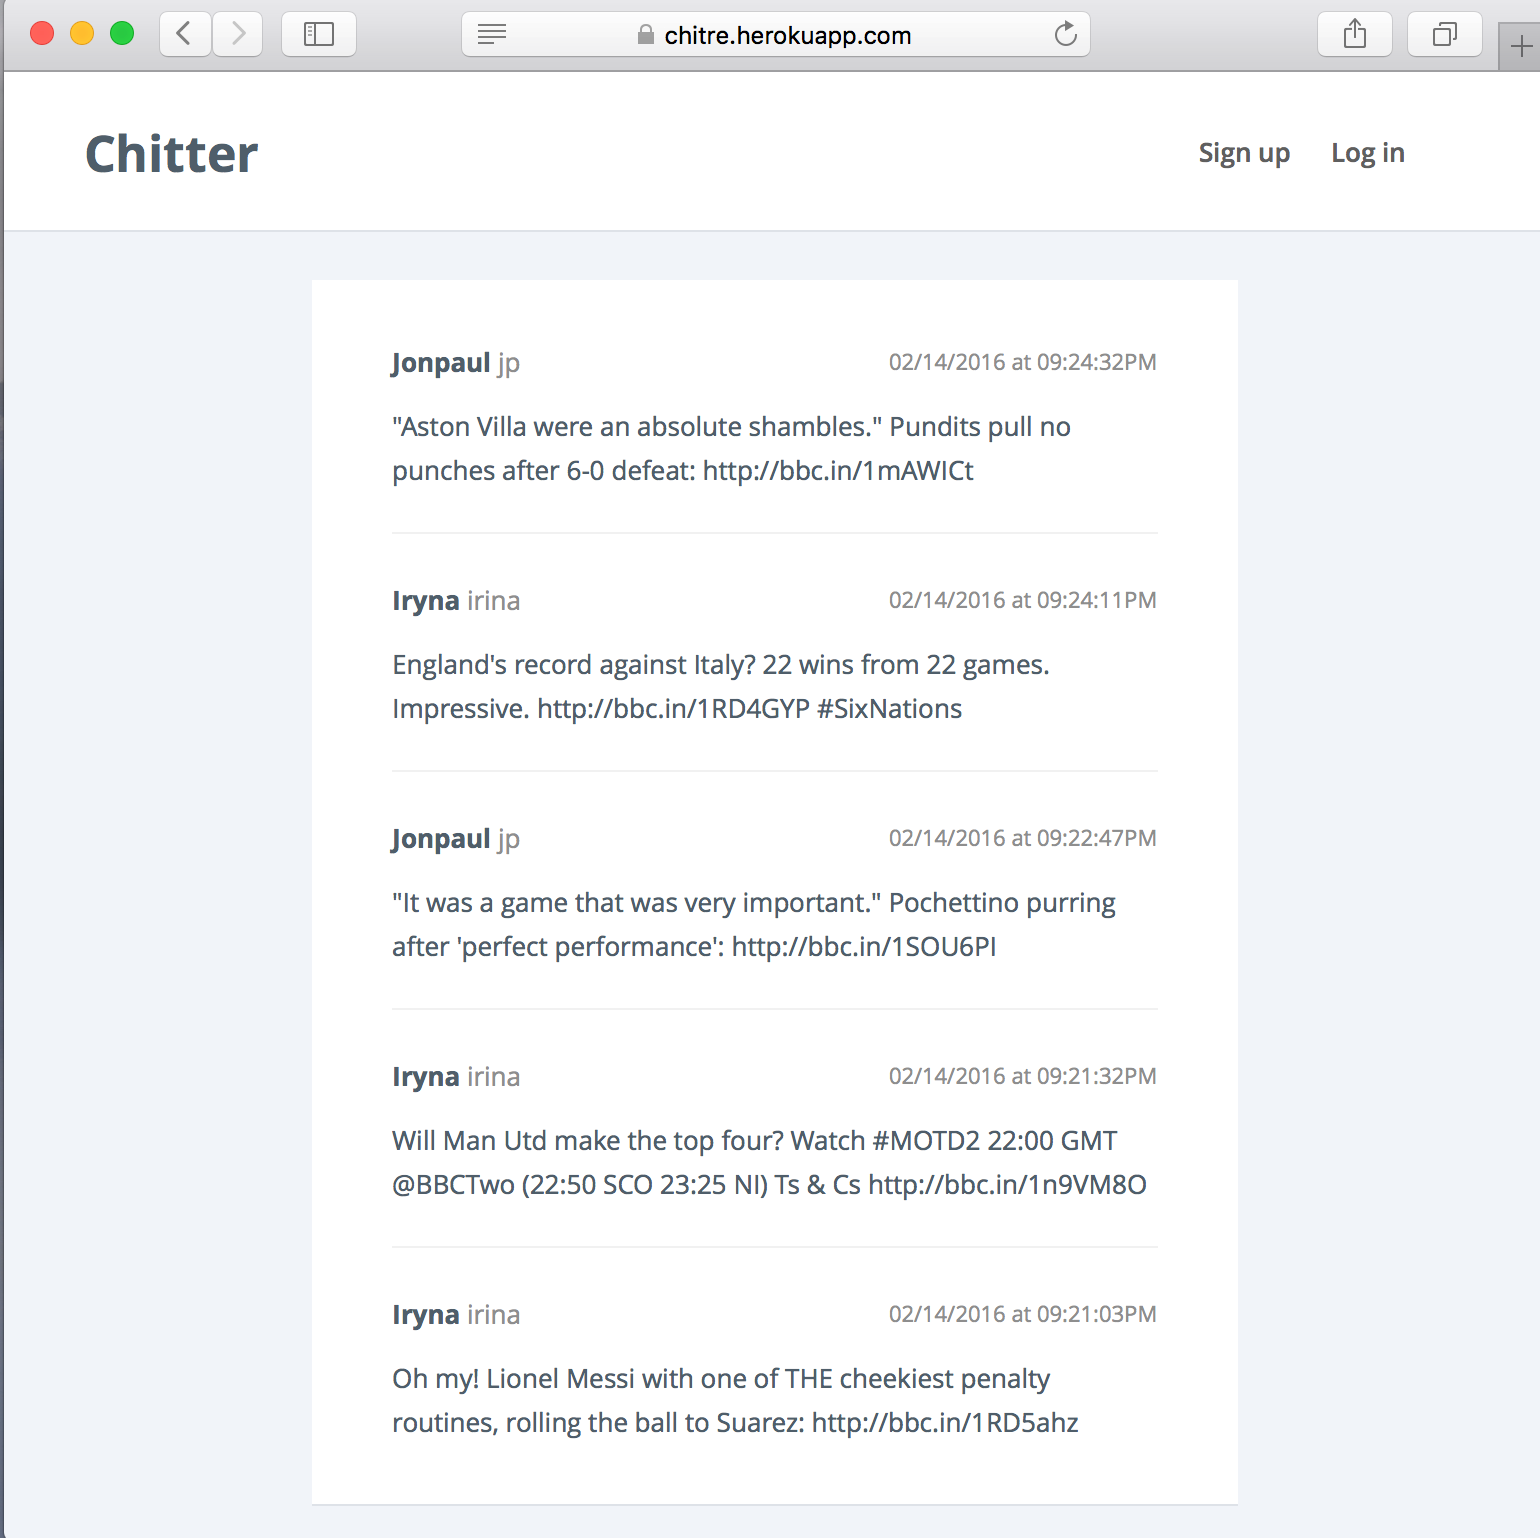 chitre.herokuapp.com
Chitter
Sign up Log in
Jonpaul jp 02/14/2016 at 09:24:32PM
"Aston Villa were an absolute shambles." Pundits pull no
punches after 6-0 defeat: http://bbc.in/1mAWICt
Iryna irina 02/14/2016 at 09:24:11PM
England's record against Italy? 22 wins from 22 games.
Impressive. http://bbc.in/1RD4GYP #SixNations
Jonpaul jp 02/14/2016 at 09:22:47PM
"It was a game that was very important." Pochettino purring
after 'perfect performance': http://bbc.in/1SOU6PI
Iryna irina 02/14/2016 at 09:21:32PM
Will Man Utd make the top four? Watch #MOTD2 22:00 GMT
@BBCTwo (22:50 SCO 23:25 NI) Ts & Cs http://bbc.in/1n9VM8O
Iryna irina 02/14/2016 at 09:21:03PM
Oh my! Lionel Messi with one of THE cheekiest penalty
routines, rolling the ball to Suarez: http://bbc.in/1RD5ahz